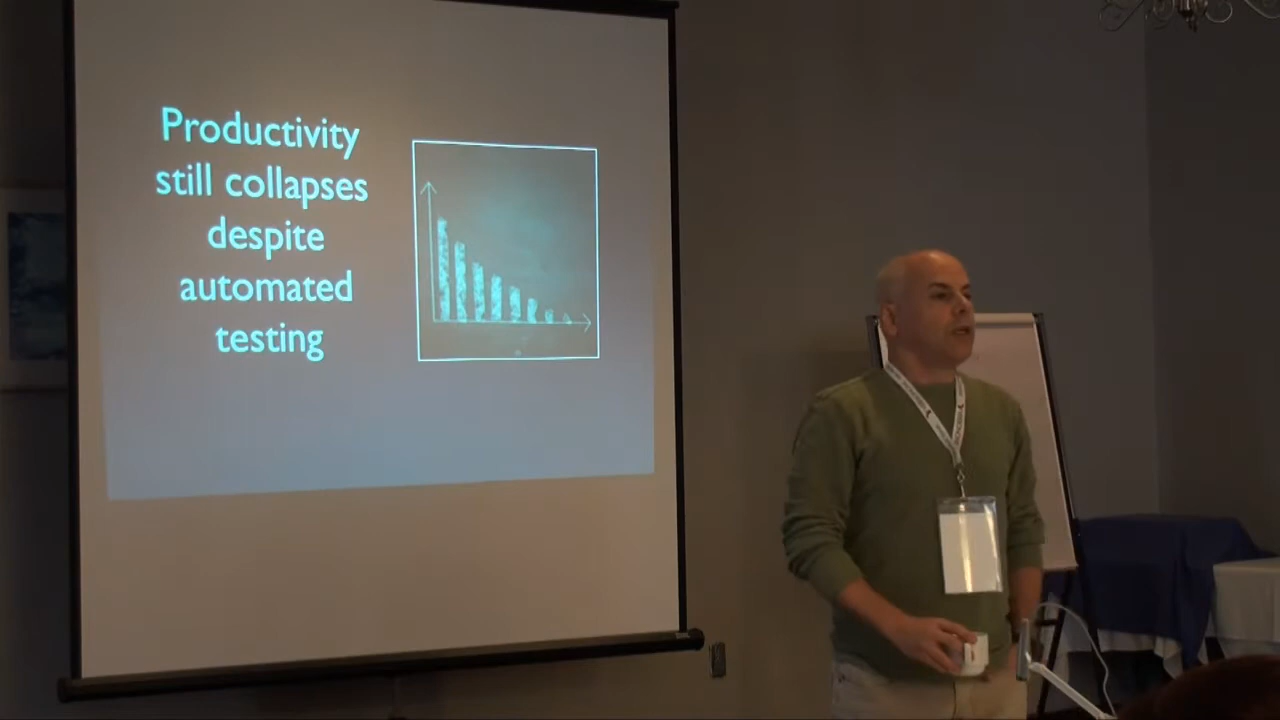 Productivity
still collapses
despite
automated
testing